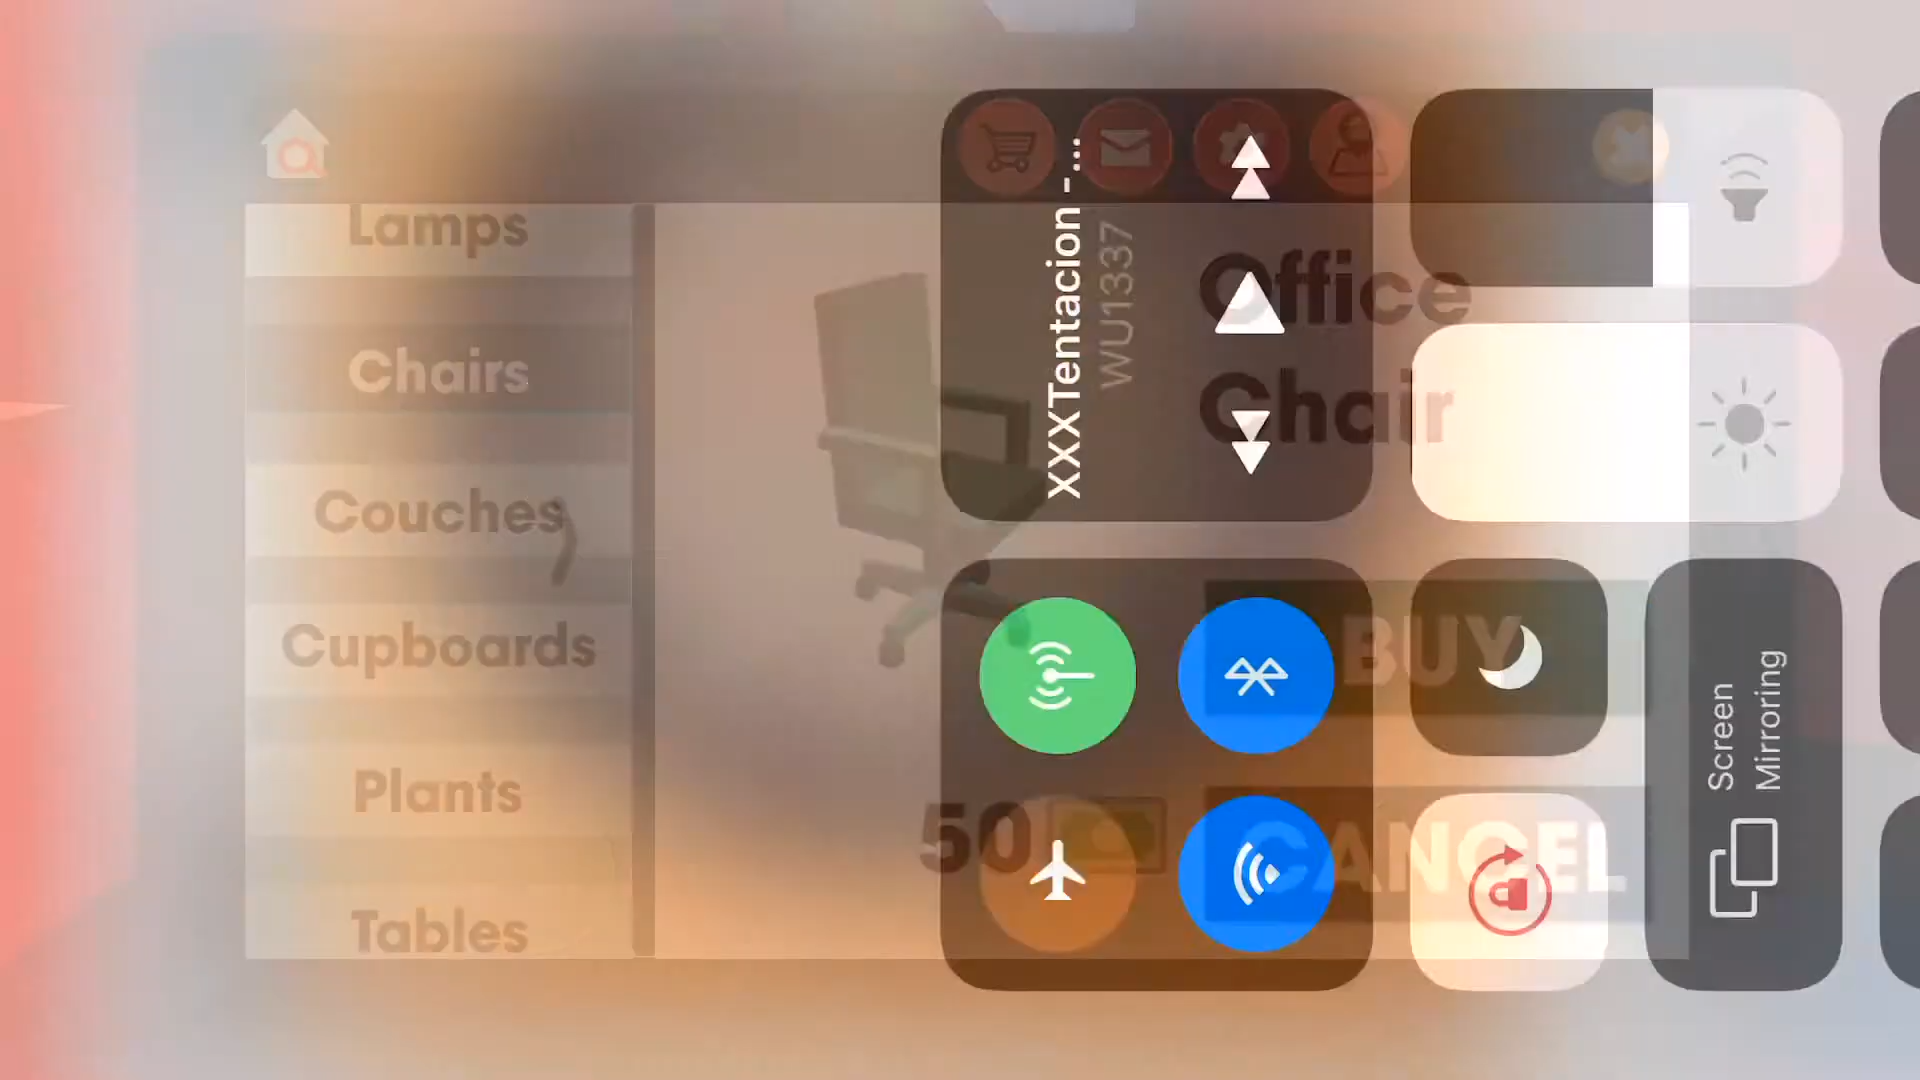 Lamps
Chairs
Couches
Cupboards
Plants
Tables
XXXTentacion -...
WU1337
Office
Chair
BUY
50
CANCEL
Screen
Mirroring